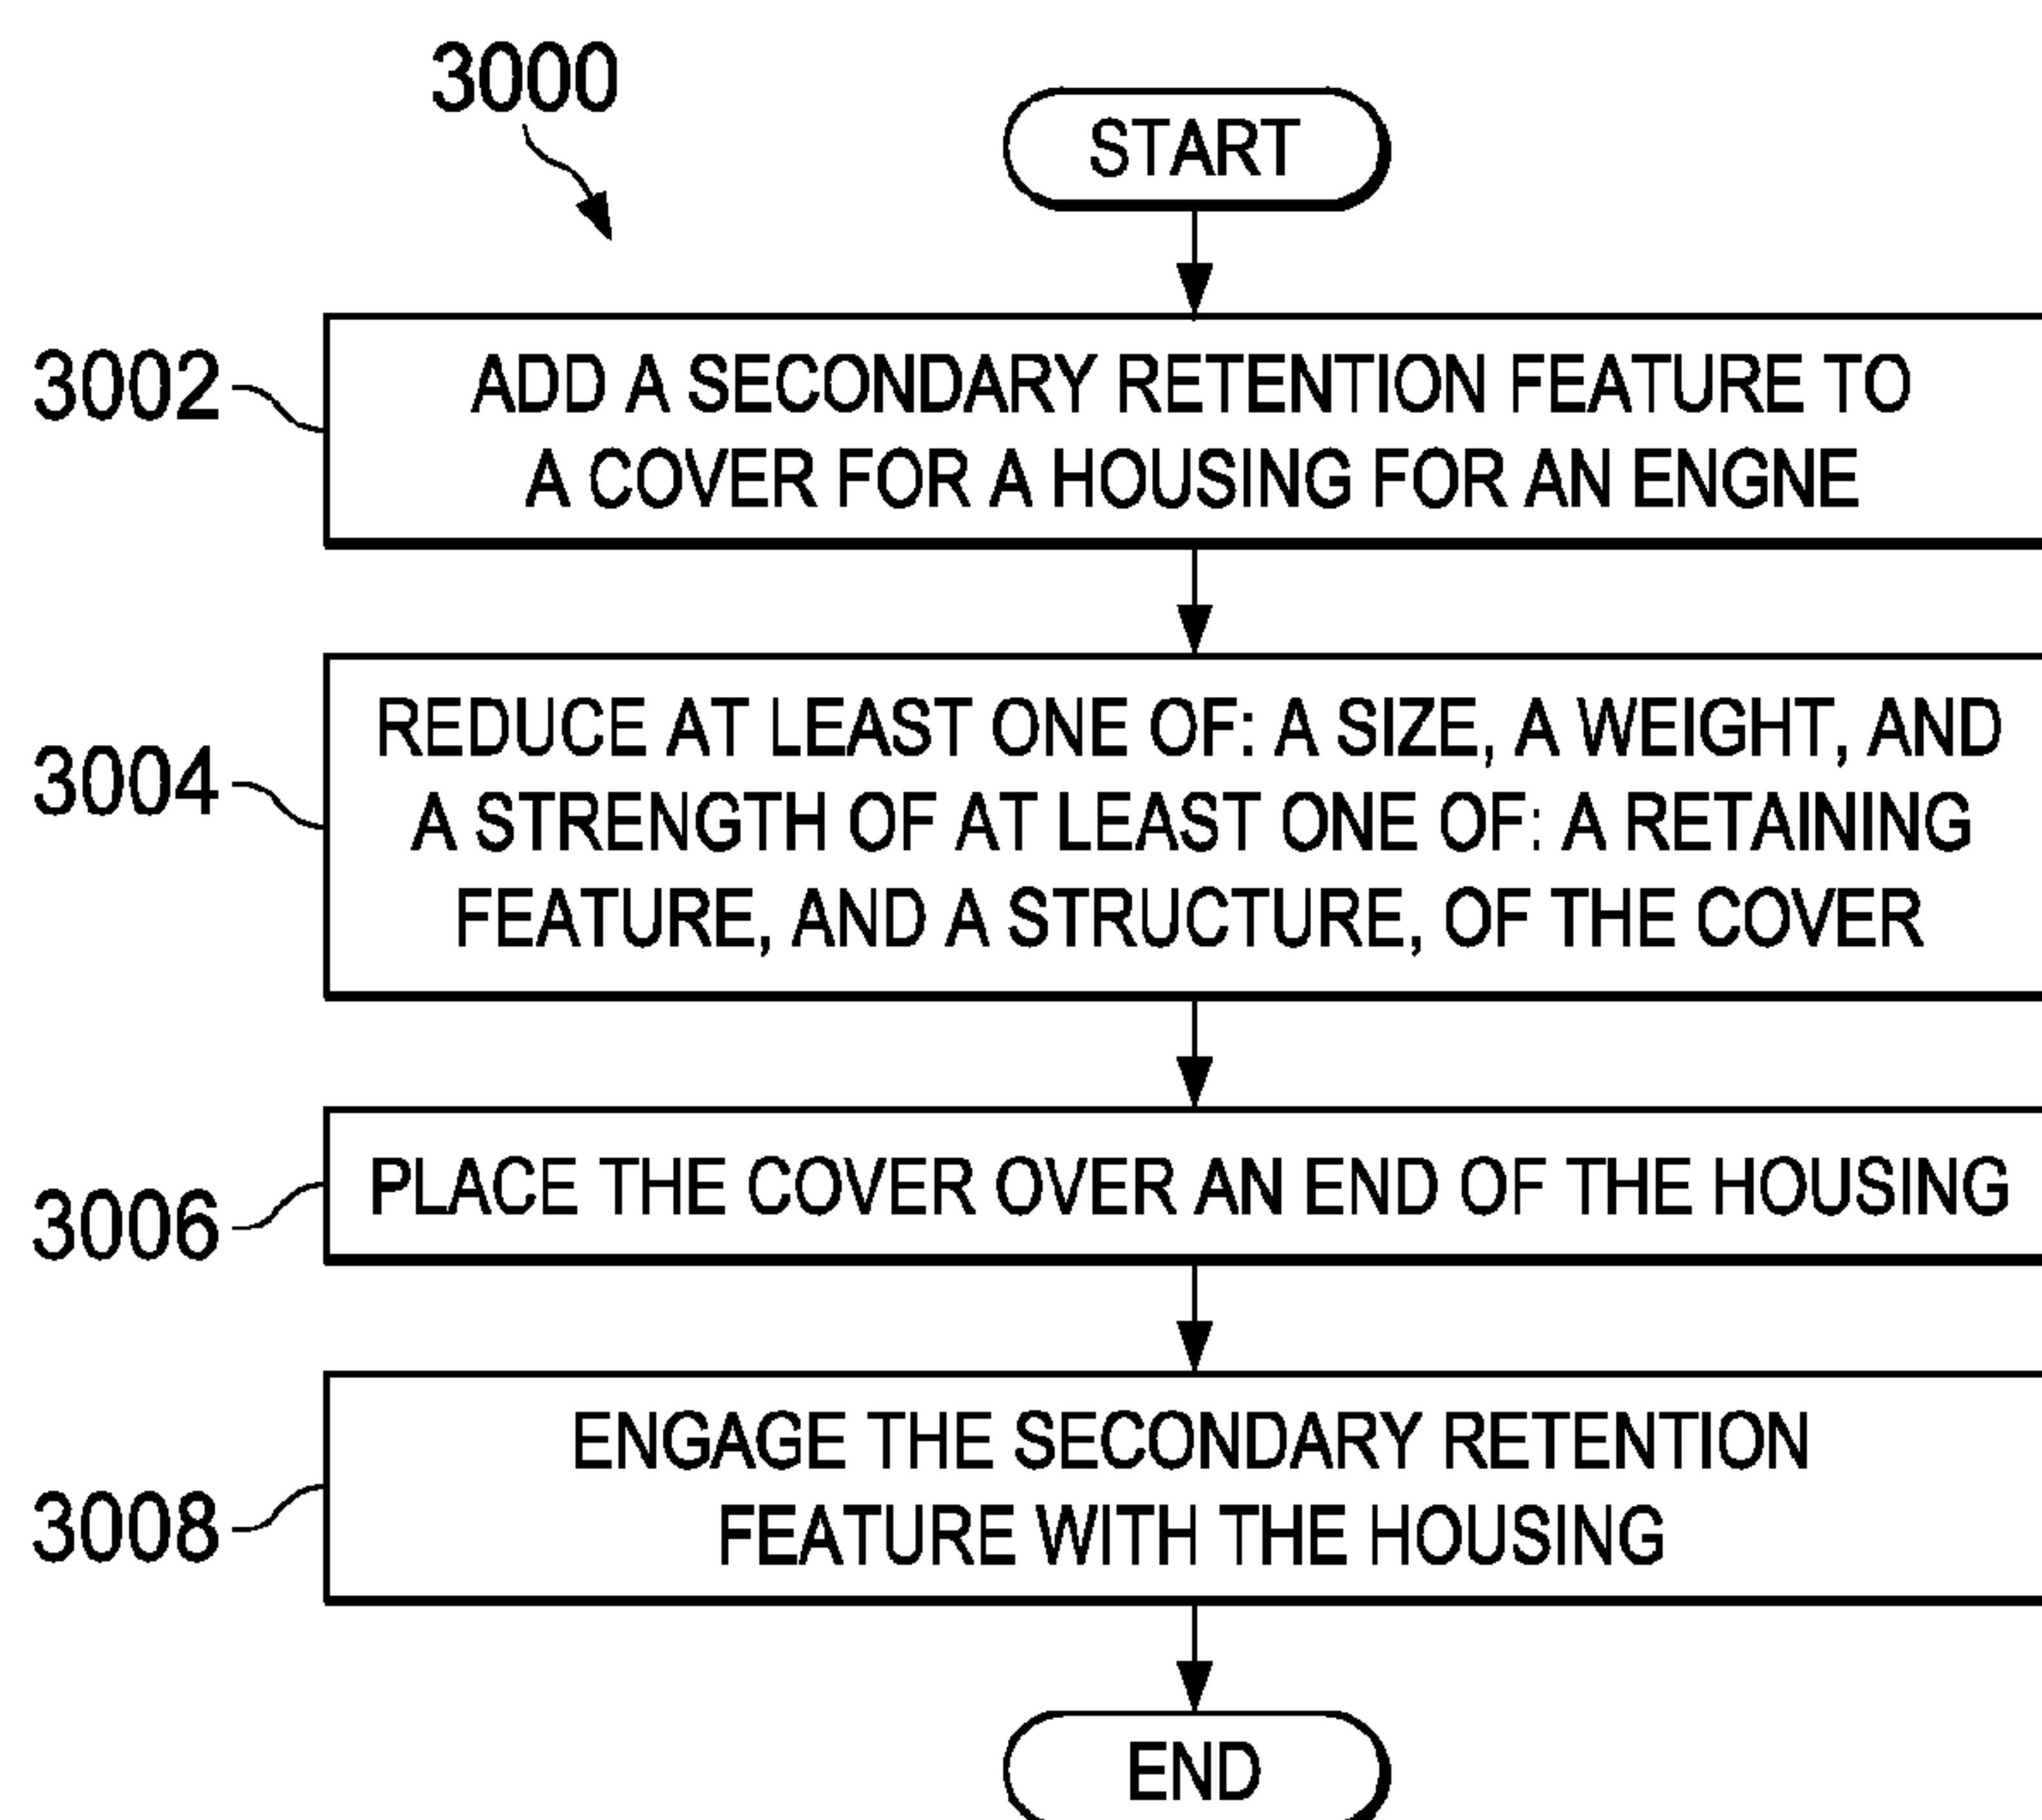 3000
START
3002
ADD A SECONDARY RETENTION FEATURE TO
A COVER FOR A HOUSING FOR AN ENGNE
3004
REDUCE AT LEAST ONE OF: A SIZE, A WEIGHT, AND
A STRENGTH OF AT LEAST ONE OF: A RETAINING
FEATURE, AND A STRUCTURE, OF THE COVER
3006
PLACE THE COVER OVER AN END OF THE HOUSING
3008
ENGAGE THE SECONDARY RETENTION
FEATURE WITH THE HOUSING
END